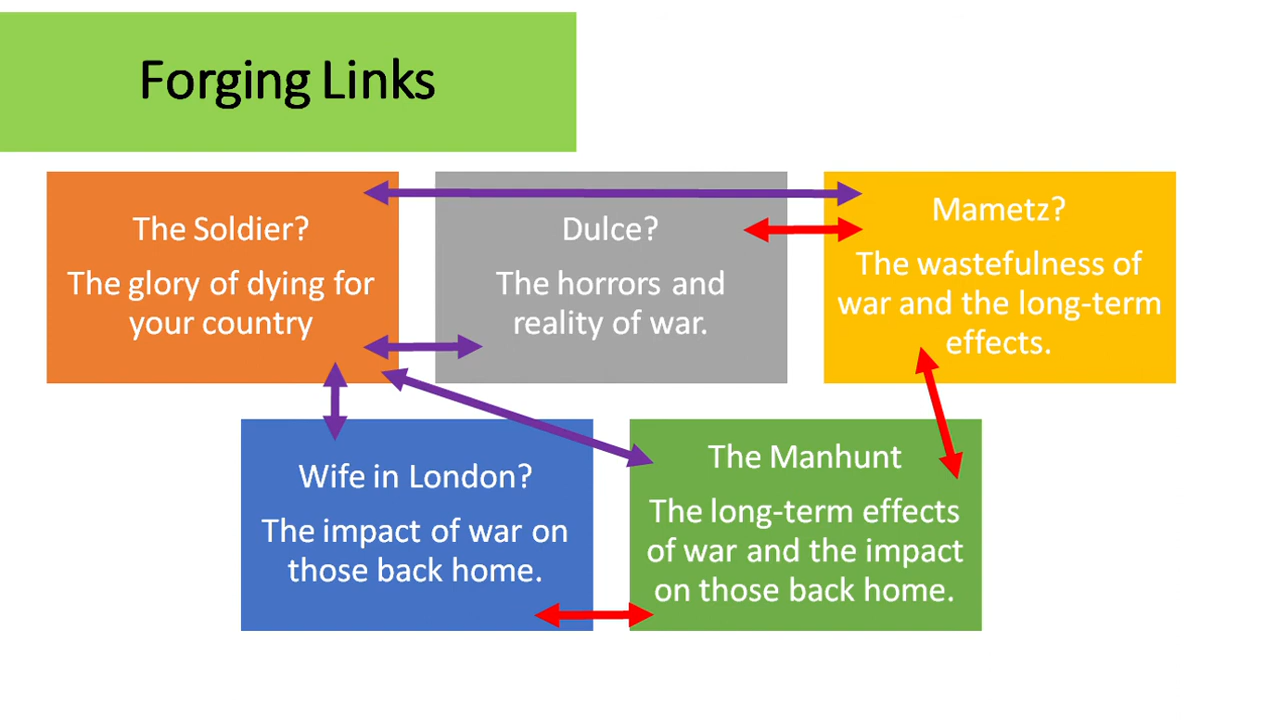 Forging Links
The Soldier?
The glory of dying for
your country
Dulce?
The horrors and
reality of war.
Mametz?
The wastefulness of
war and the long-term
effects.
Wife in London?
The impact of war on
those back home.
The Manhunt
The long-term effects
of war and the impact
on those back home.